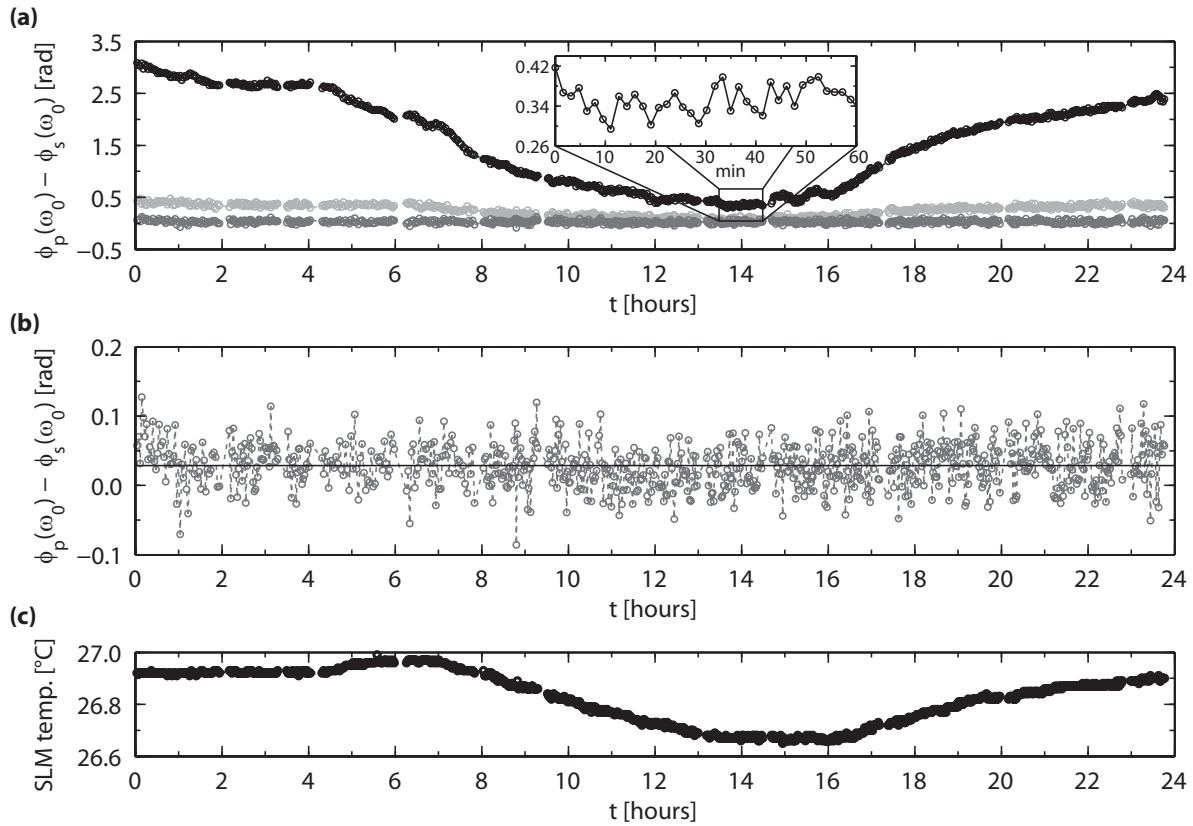 (a)
ϕp(ω0) − ϕs(ω0) [rad]
3.5
2.5
1.5
0.5
−0.5
0.42
0.34
0.26
0 10 20 30 40 50 60
min
0 2 4 6 8 10 12 14 16 18 20 22 24
t [hours]
(b)
ϕp(ω0) − ϕs(ω0) [rad]
0.2
0.1
0.0
−0.1
0 2 4 6 8 10 12 14 16 18 20 22 24
t [hours]
(c)
SLM temp. [°C]
27.0
26.8
26.6
0 2 4 6 8 10 12 14 16 18 20 22 24
t [hours]